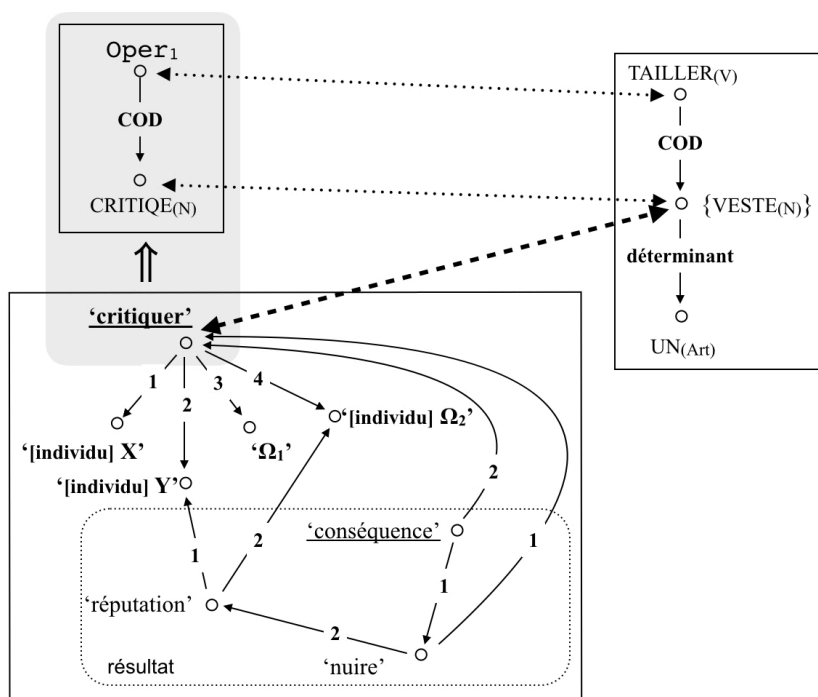 Oper₁
COD
CRITIQE(N)
TAILLER(V)
COD
{VESTE(N)}
déterminant
UN(Art)
‘critiquer’
1
2
3
4
‘[individu] X’
‘Ω₁’
‘[individu] Ω₂’
‘[individu] Y’
2
‘conséquence’
1
2
1
1
‘réputation’
2
‘nuire’
résultat